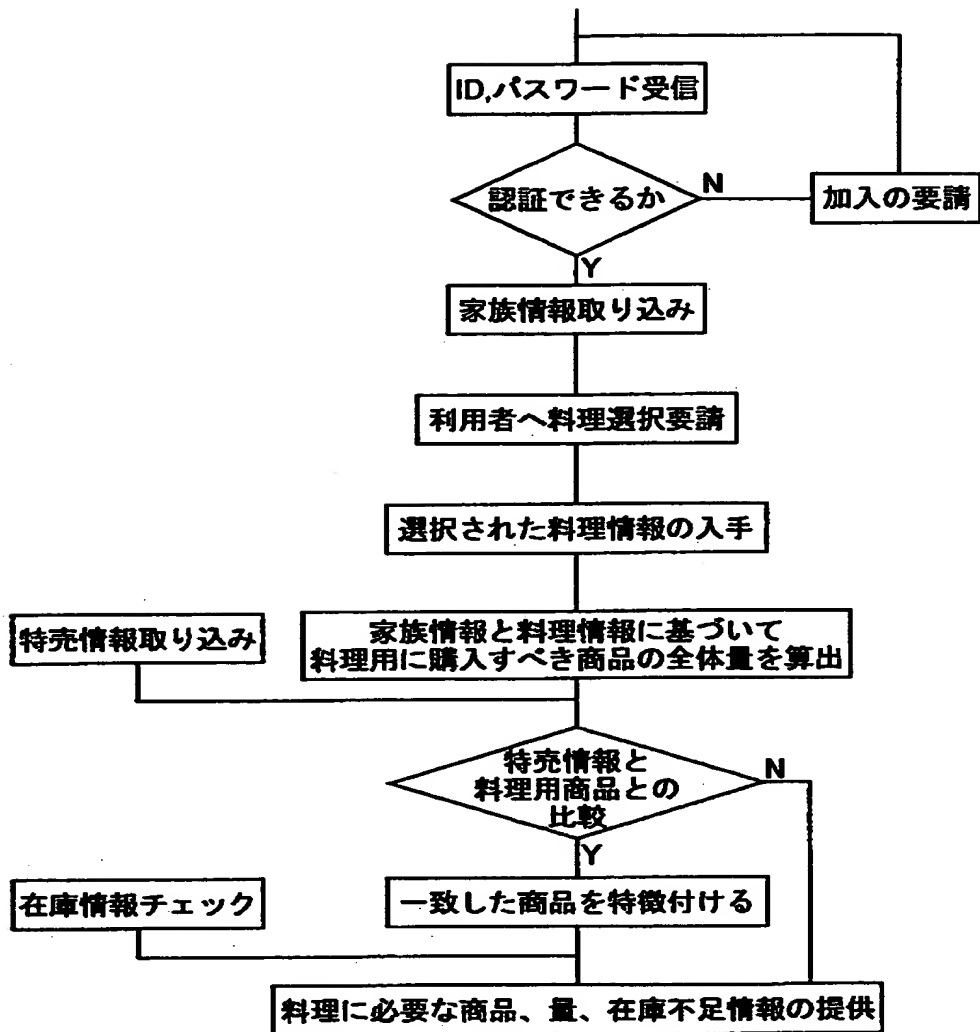 ID,パスワード受信
認証できるか
N
加入の要請
Y
家族情報取り込み
利用者へ料理選択要請
選択された料理情報の入手
特売情報取り込み
家族情報と料理情報に基づいて
料理用に購入すべき商品の全体量を算出
特売情報と
料理用商品との
比較
N
Y
在庫情報チェック
一致した商品を特徴付ける
料理に必要な商品、量、在庫不足情報の提供